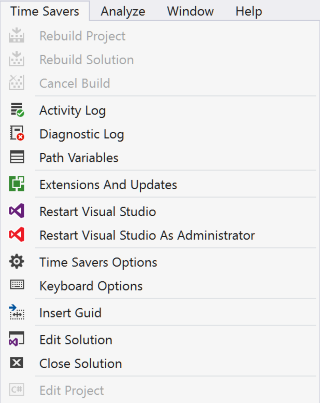 Time Savers Analyze Window Help
Rebuild Project
Rebuild Solution
Cancel Build
Activity Log
Diagnostic Log
Path Variables
Extensions And Updates
Restart Visual Studio
Restart Visual Studio As Administrator
Time Savers Options
Keyboard Options
Insert Guid
Edit Solution
Close Solution
C# Edit Project